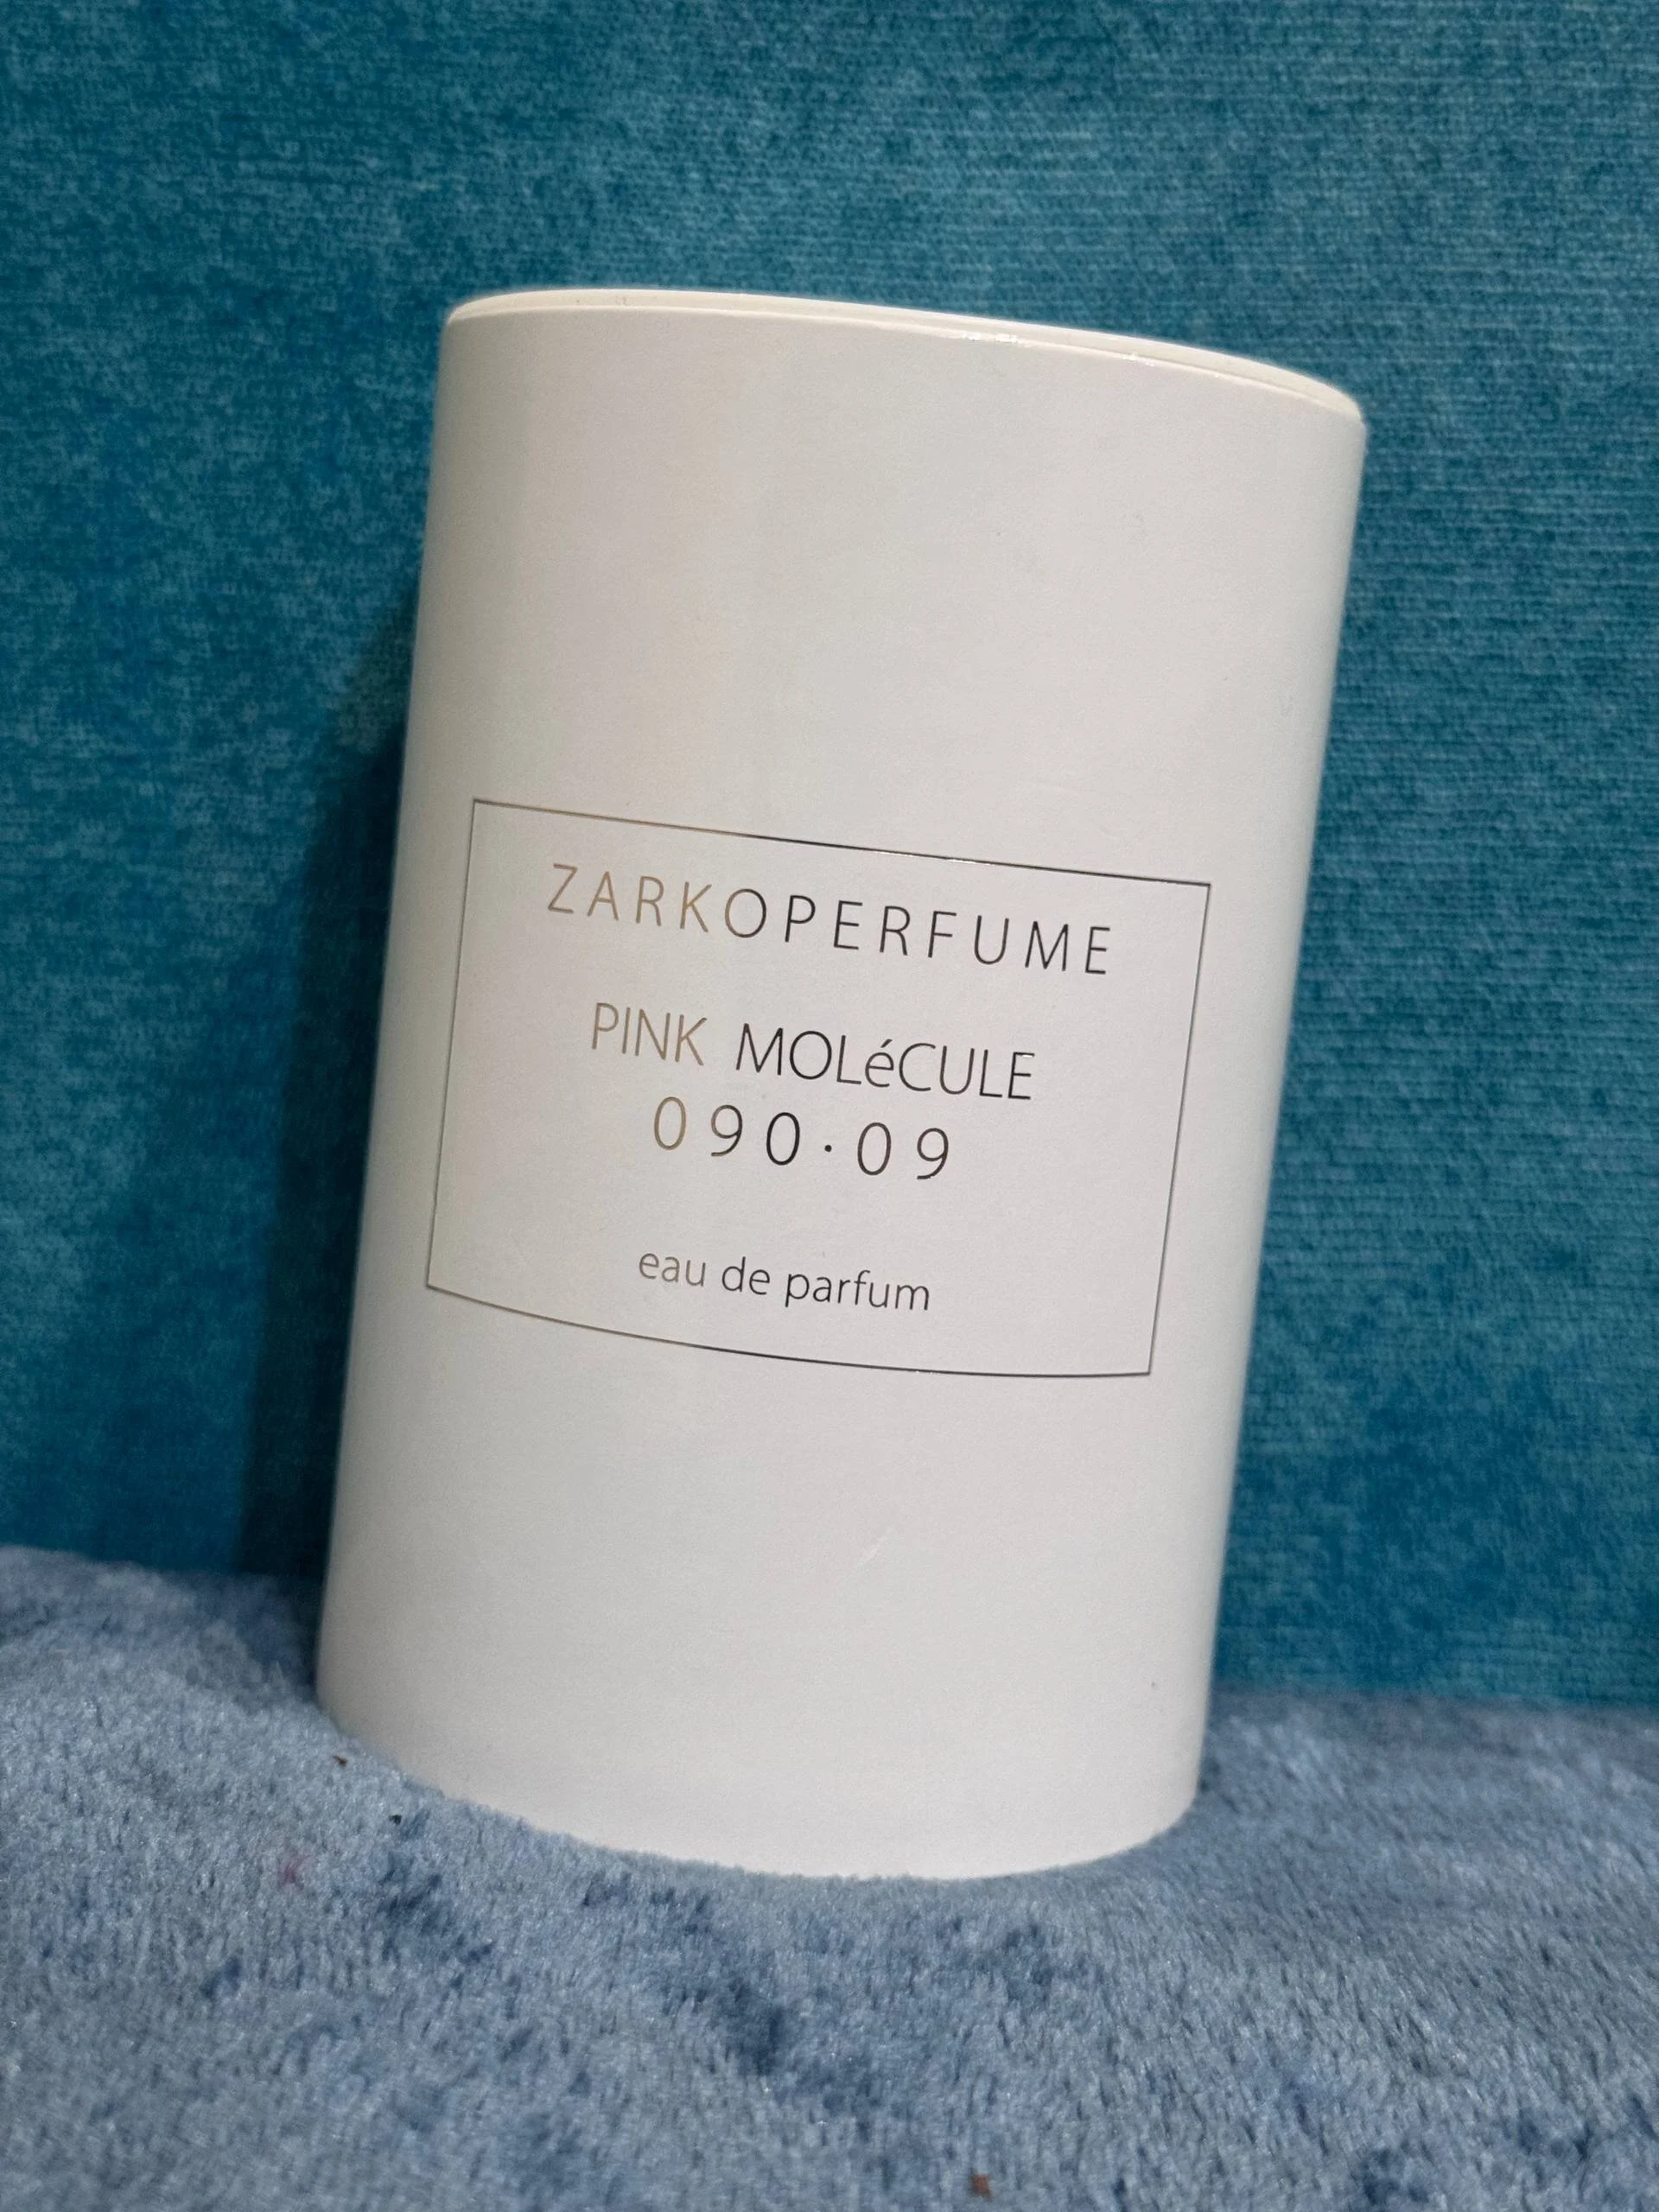 ZARKOPERFUME
PINK MOLéCULE
090·09
eau de parfum